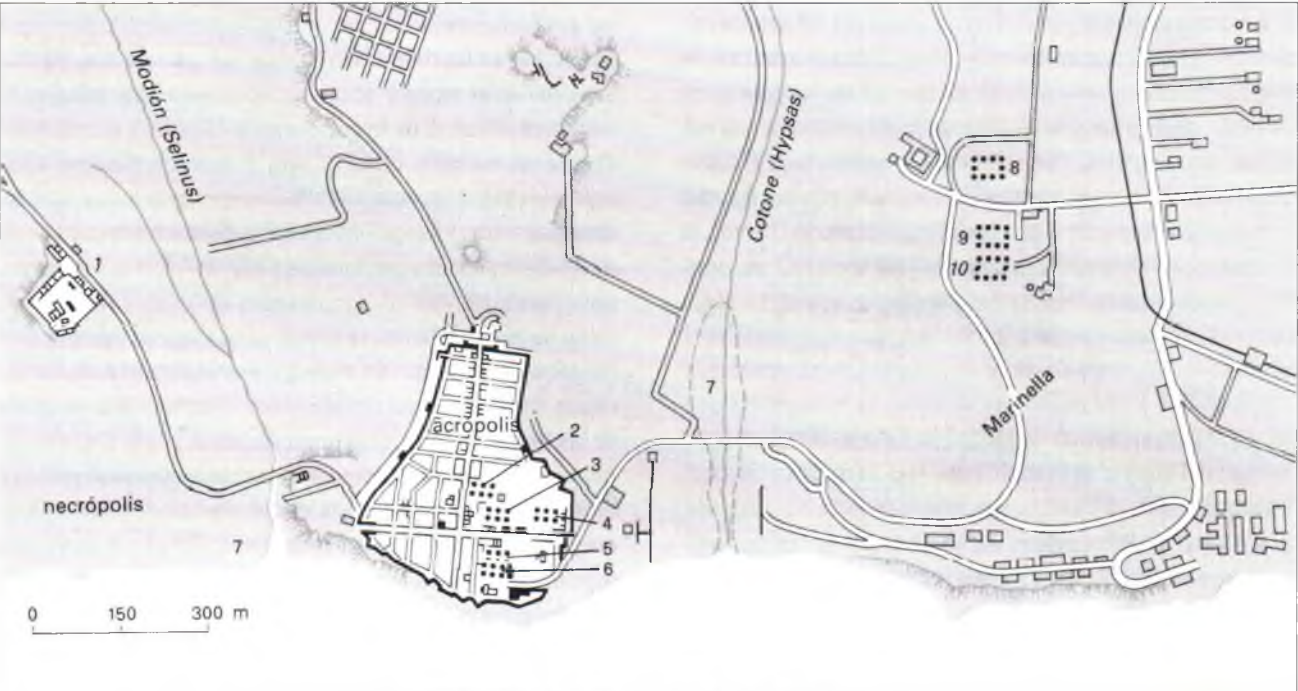 Modión (Selinus)
Cotone (Hypsas)
8
9
10
1
7
Marinella
acrópolis
2
3
4
5
6
necrópolis
7
0 150 300 m